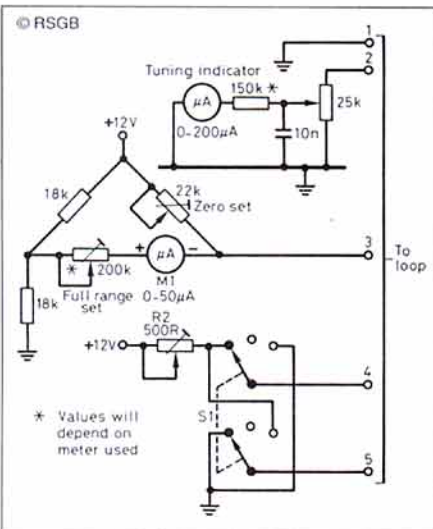 © RSGB
1
2
Tuning indicator
150k *
μA
25k
0-200μA
10n
+12V
18k
22k
Zero set
+
μA
−
3
To
loop
* 200k
M1
Full range
set
0-50μA
18k
R2
500R
+12V
4
S1
* Values will
depend on
meter used
5